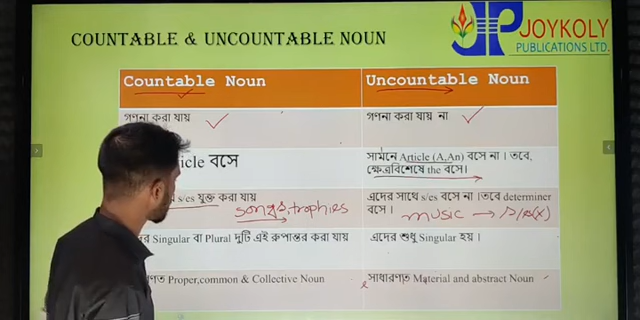 COUNTABLE & UNCOUNTABLE NOUN
JOYKOLY
PUBLICATIONS LTD.
Countable Noun
Uncountable Noun
গণনা করা যায়
গণনা করা যায় না
বসে
সামনে Article (A,An) বসে না। তবে,
ক্ষেত্রবিশেষে the বসে।
s/es যুক্ত করা যায়
songs, trophies
এদের সাথে s/es বসে না।তবে determiner
বসে।
music → s/es(x)
Singular বা Plural দুটি এই রুপান্তর করা যায়
এদের শুধু Singular হয়।
Proper,common & Collective Noun
সাধারণত Material and abstract Noun